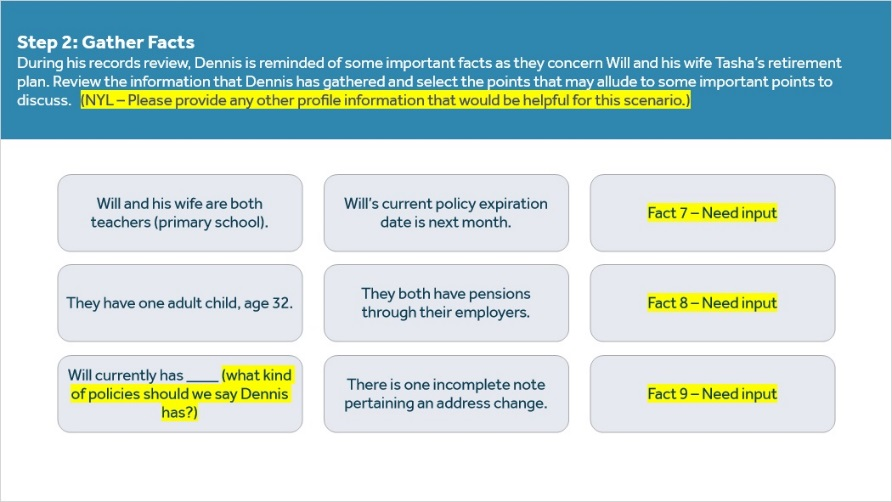 Step 2: Gather Facts
During his records review, Dennis is reminded of some important facts as they concern Will and his wife Tasha's retirement
plan. Review the information that Dennis has gathered and select the points that may allude to some important points to
discuss. (NYL – Please provide any other profile information that would be helpful for this scenario.)
Will and his wife are both
teachers (primary school).
Will's current policy expiration
date is next month.
Fact 7 – Need input
They have one adult child, age 32.
They both have pensions
through their employers.
Fact 8 – Need input
Will currently has ____ (what kind
of policies should we say Dennis
has?)
There is one incomplete note
pertaining an address change.
Fact 9 – Need input